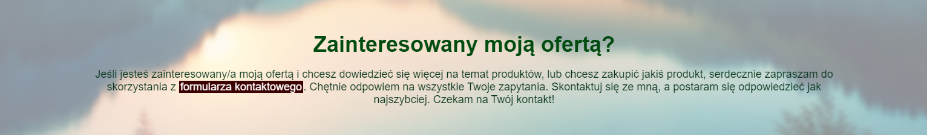 Zainteresowany moją ofertą?
Jeśli jesteś zainteresowany/a moją ofertą i chcesz dowiedzieć się więcej na temat produktów, lub chcesz zakupić jakiś produkt, serdecznie zapraszam do
skorzystania z formularza kontaktowego. Chętnie odpowiem na wszystkie Twoje zapytania. Skontaktuj się ze mną, a postaram się odpowiedzieć jak
najszybciej. Czekam na Twój kontakt!